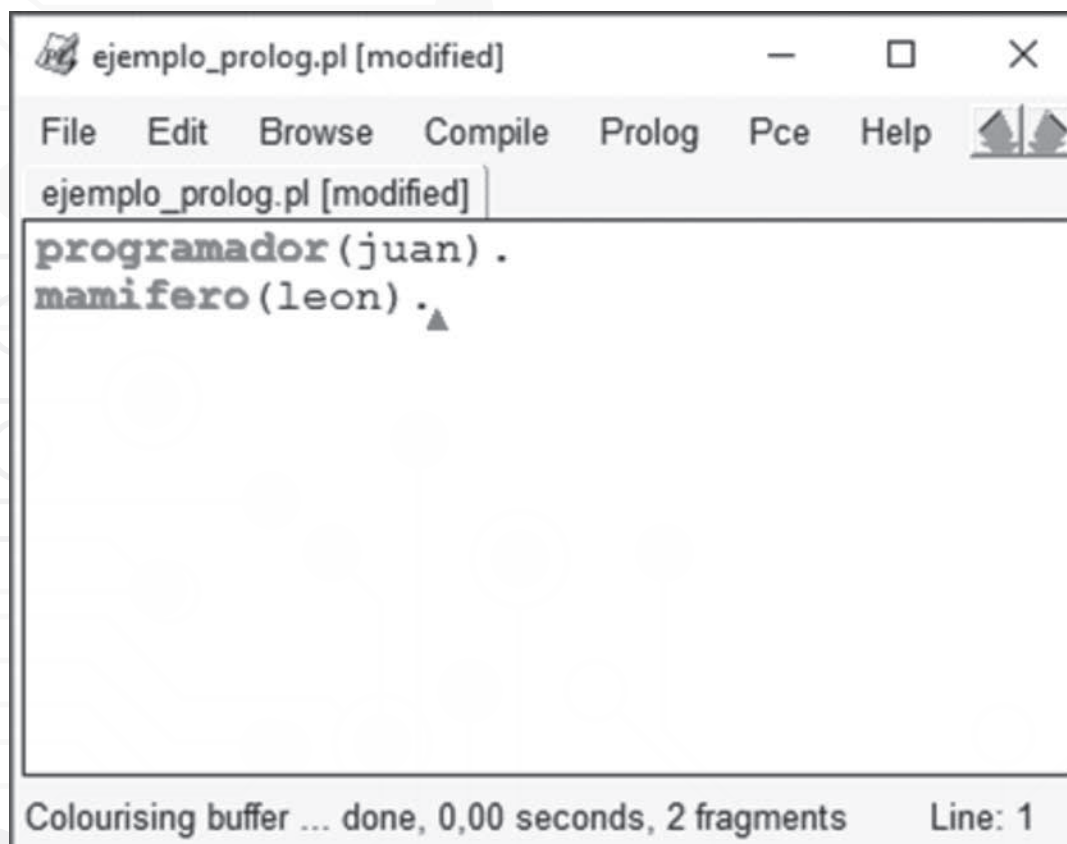 ejemplo_prolog.pl [modified]
File Edit Browse Compile Prolog Pce Help
ejemplo_prolog.pl [modified]
programador(juan).
mamifero(leon).
Colourising buffer ... done, 0,00 seconds, 2 fragments Line: 1